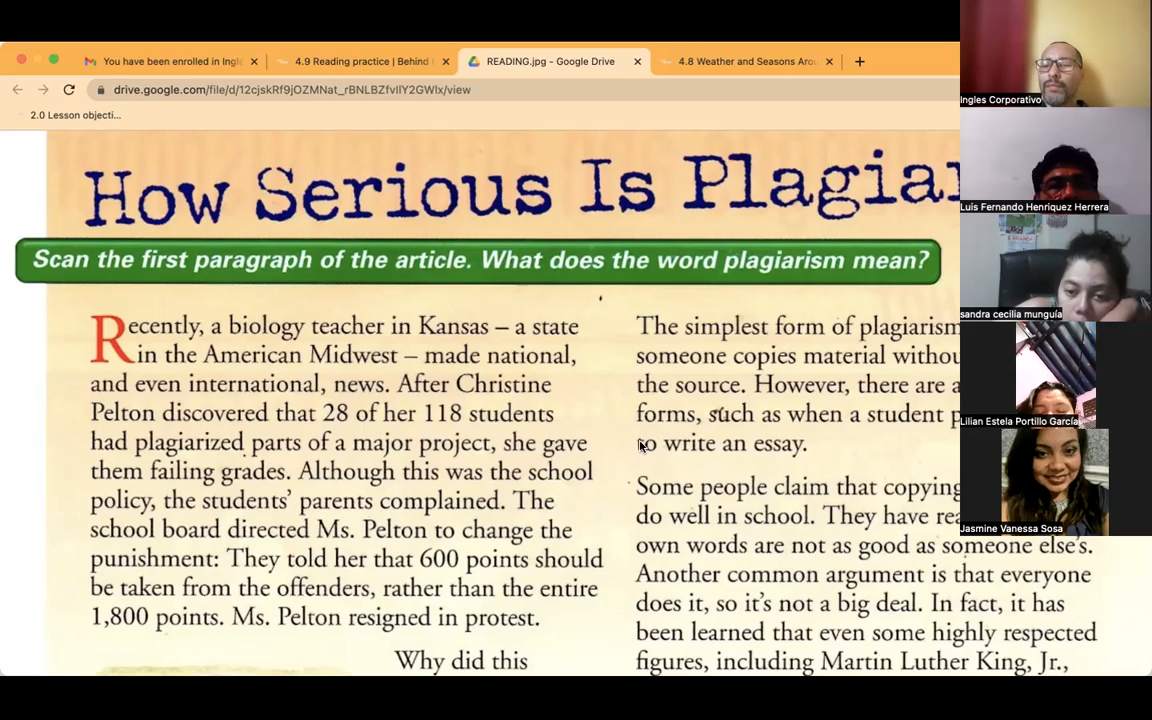 You have been enrolled in Ingl
4.9 Reading practice | Behind
READING.jpg - Google Drive
4.8 Weather and Seasons Arou
drive.google.com/file/d/12cjskRf9jOZMNat_rBNLBZfvIlY2GWlx/view
2.0 Lesson objecti...
How Serious Is Plagiar
Scan the first paragraph of the article. What does the word plagiarism mean?
Recently, a biology teacher in Kansas – a state
in the American Midwest – made national,
and even international, news. After Christine
Pelton discovered that 28 of her 118 students
had plagiarized parts of a major project, she gave
them failing grades. Although this was the school
policy, the students’ parents complained. The
school board directed Ms. Pelton to change the
punishment: They told her that 600 points should
be taken from the offenders, rather than the entire
1,800 points. Ms. Pelton resigned in protest.
Why did this
The simplest form of plagiarism
someone copies material withou
the source. However, there are a
forms, such as when a student p
to write an essay.
Some people claim that copying
do well in school. They have rea
own words are not as good as someone else's.
Another common argument is that everyone
does it, so it’s not a big deal. In fact, it has
been learned that even some highly respected
figures, including Martin Luther King, Jr.,
Ingles Corporativo
Luis Fernando Henriquez Herrera
sandra cecilia munguía
Lilian Estela Portillo García
Jasmine Vanessa Sosa